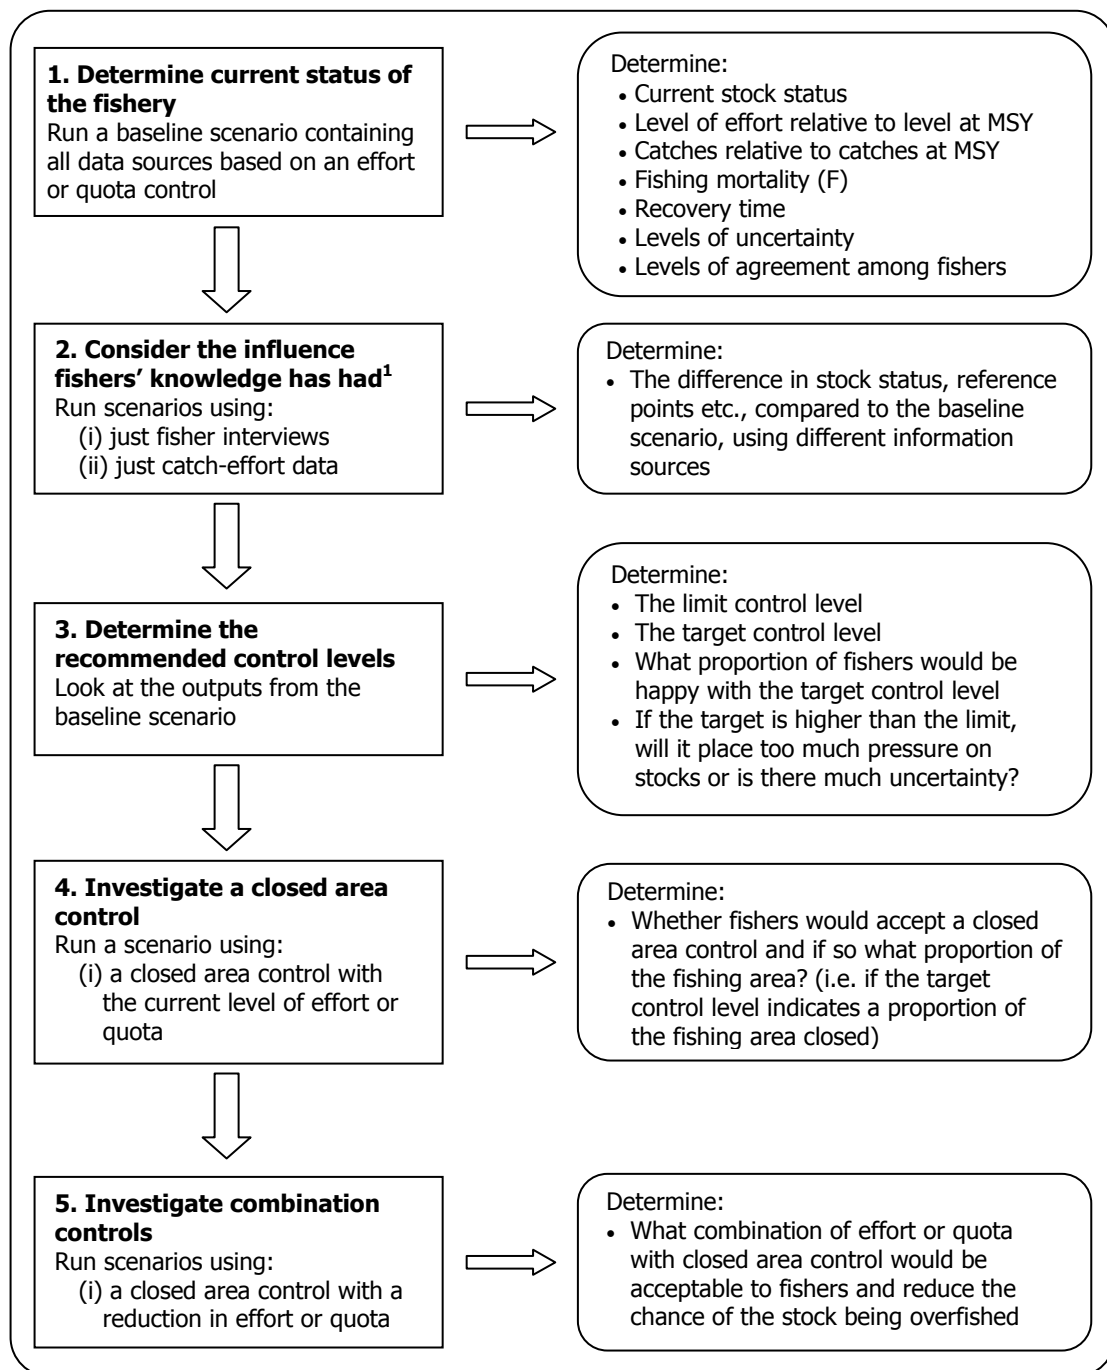 1. Determine current status of
the fishery
Run a baseline scenario containing
all data sources based on an effort
or quota control
Determine:
• Current stock status
• Level of effort relative to level at MSY
• Catches relative to catches at MSY
• Fishing mortality (F)
• Recovery time
• Levels of uncertainty
• Levels of agreement among fishers
2. Consider the influence
fishers’ knowledge has had1
Run scenarios using:
(i) just fisher interviews
(ii) just catch-effort data
Determine:
• The difference in stock status, reference
points etc., compared to the baseline
scenario, using different information
sources
3. Determine the
recommended control levels
Look at the outputs from the
baseline scenario
Determine:
• The limit control level
• The target control level
• What proportion of fishers would be
happy with the target control level
• If the target is higher than the limit,
will it place too much pressure on
stocks or is there much uncertainty?
4. Investigate a closed area
control
Run a scenario using:
(i) a closed area control with
the current level of effort or
quota
Determine:
• Whether fishers would accept a closed
area control and if so what proportion of
the fishing area? (i.e. if the target
control level indicates a proportion of
the fishing area closed)
5. Investigate combination
controls
Run scenarios using:
(i) a closed area control with a
reduction in effort or quota
Determine:
• What combination of effort or quota
with closed area control would be
acceptable to fishers and reduce the
chance of the stock being overfished